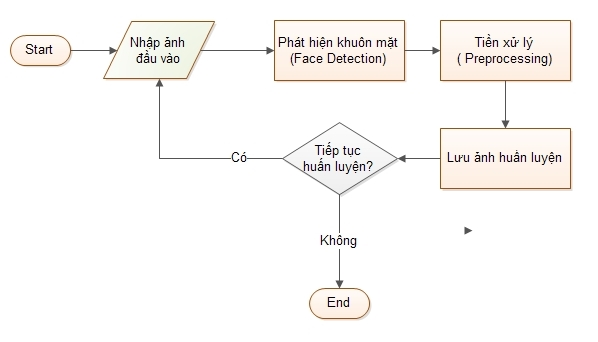 Start
Nhập ảnh
đầu vào
Phát hiện khuôn mặt
(Face Detection)
Tiền xử lý
( Preprocessing)
Lưu ảnh huấn luyện
Tiếp tục
huấn luyện?
Có
Không
End